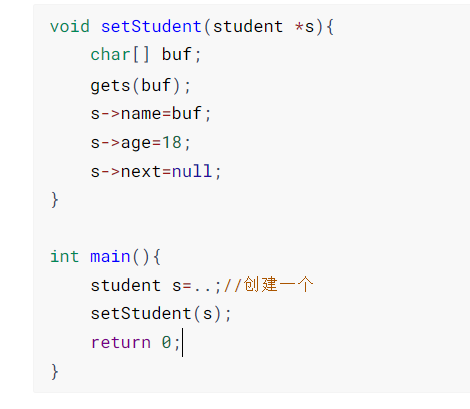 void setStudent(student *s){
char[] buf;
gets(buf);
s->name=buf;
s->age=18;
s->next=null;
}
int main(){
student s=..;//创建一个
setStudent(s);
return 0;
}